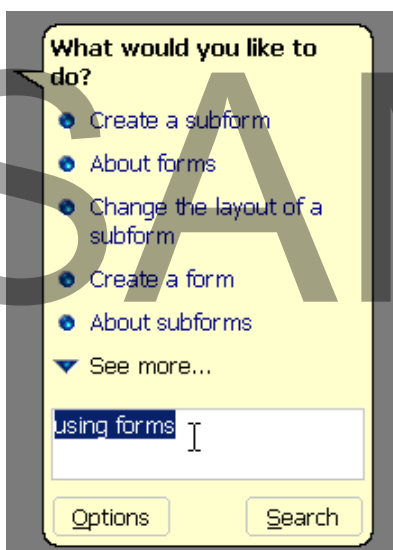 What would you like to
do?
Create a subform
About forms
Change the layout of a
subform
Create a form
About subforms
See more...
using forms
Options
Search